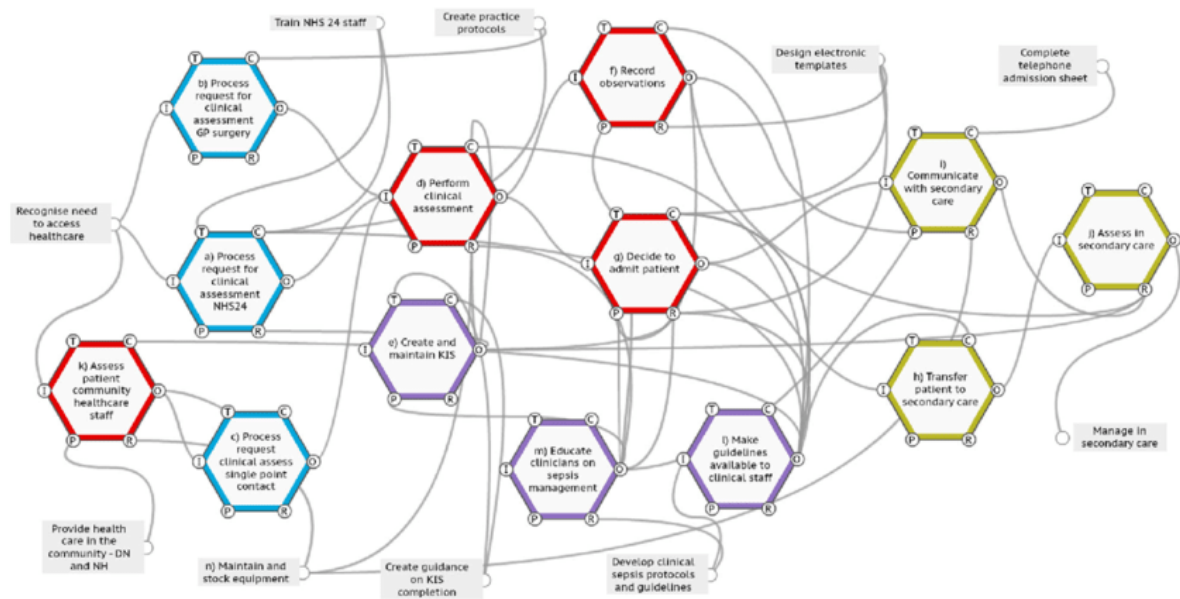 Train NHS 24 staff
Create practice
protocols
Design electronic
templates
Complete
telephone
admission sheet
T
C
I
O
P
R
b) Process
request for
clinical
assessment
GP surgery
T
C
I
O
P
R
f) Record
observations
T
C
I
O
P
R
d) Perform
clinical
assessment
T
C
I
O
P
R
i)
Communicate
with secondary
care
T
C
I
O
P
R
j) Assess in
secondary care
Recognise need
to access
healthcare
T
C
I
O
P
R
a) Process
request for
clinical
assessment
NHS24
T
C
I
O
P
R
g) Decide to
admit patient
T
C
I
O
P
R
e) Create and
maintain KIS
T
C
I
O
P
R
k) Assess
patient
community
healthcare
staff
T
C
I
O
P
R
h) Transfer
patient to
secondary care
T
C
I
O
P
R
c) Process
request
clinical assess
single point
contact
T
C
I
O
P
R
m) Educate
clinicians on
sepsis
management
T
C
I
O
P
R
l) Make
guidelines
available to
clinical staff
Manage in
secondary care
Provide health
care in the
community - DN
and NH
n) Maintain and
stock equipment
Create guidance
on KIS
completion
Develop clinical
sepsis protocols
and guidelines